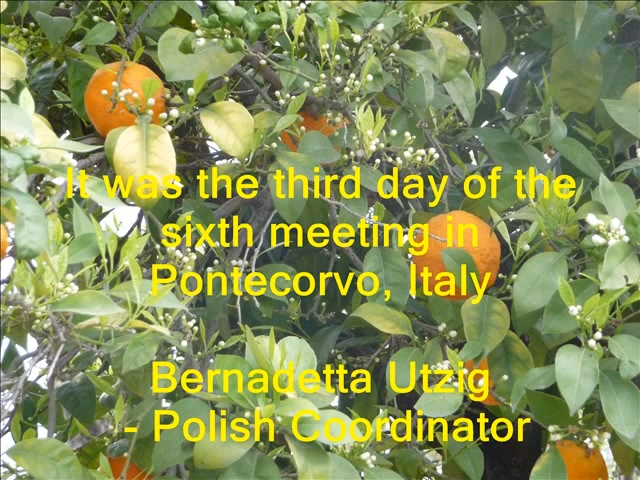 It was the third day of the
sixth meeting in
Pontecorvo, Italy
Bernadetta Utzig
- Polish Coordinator